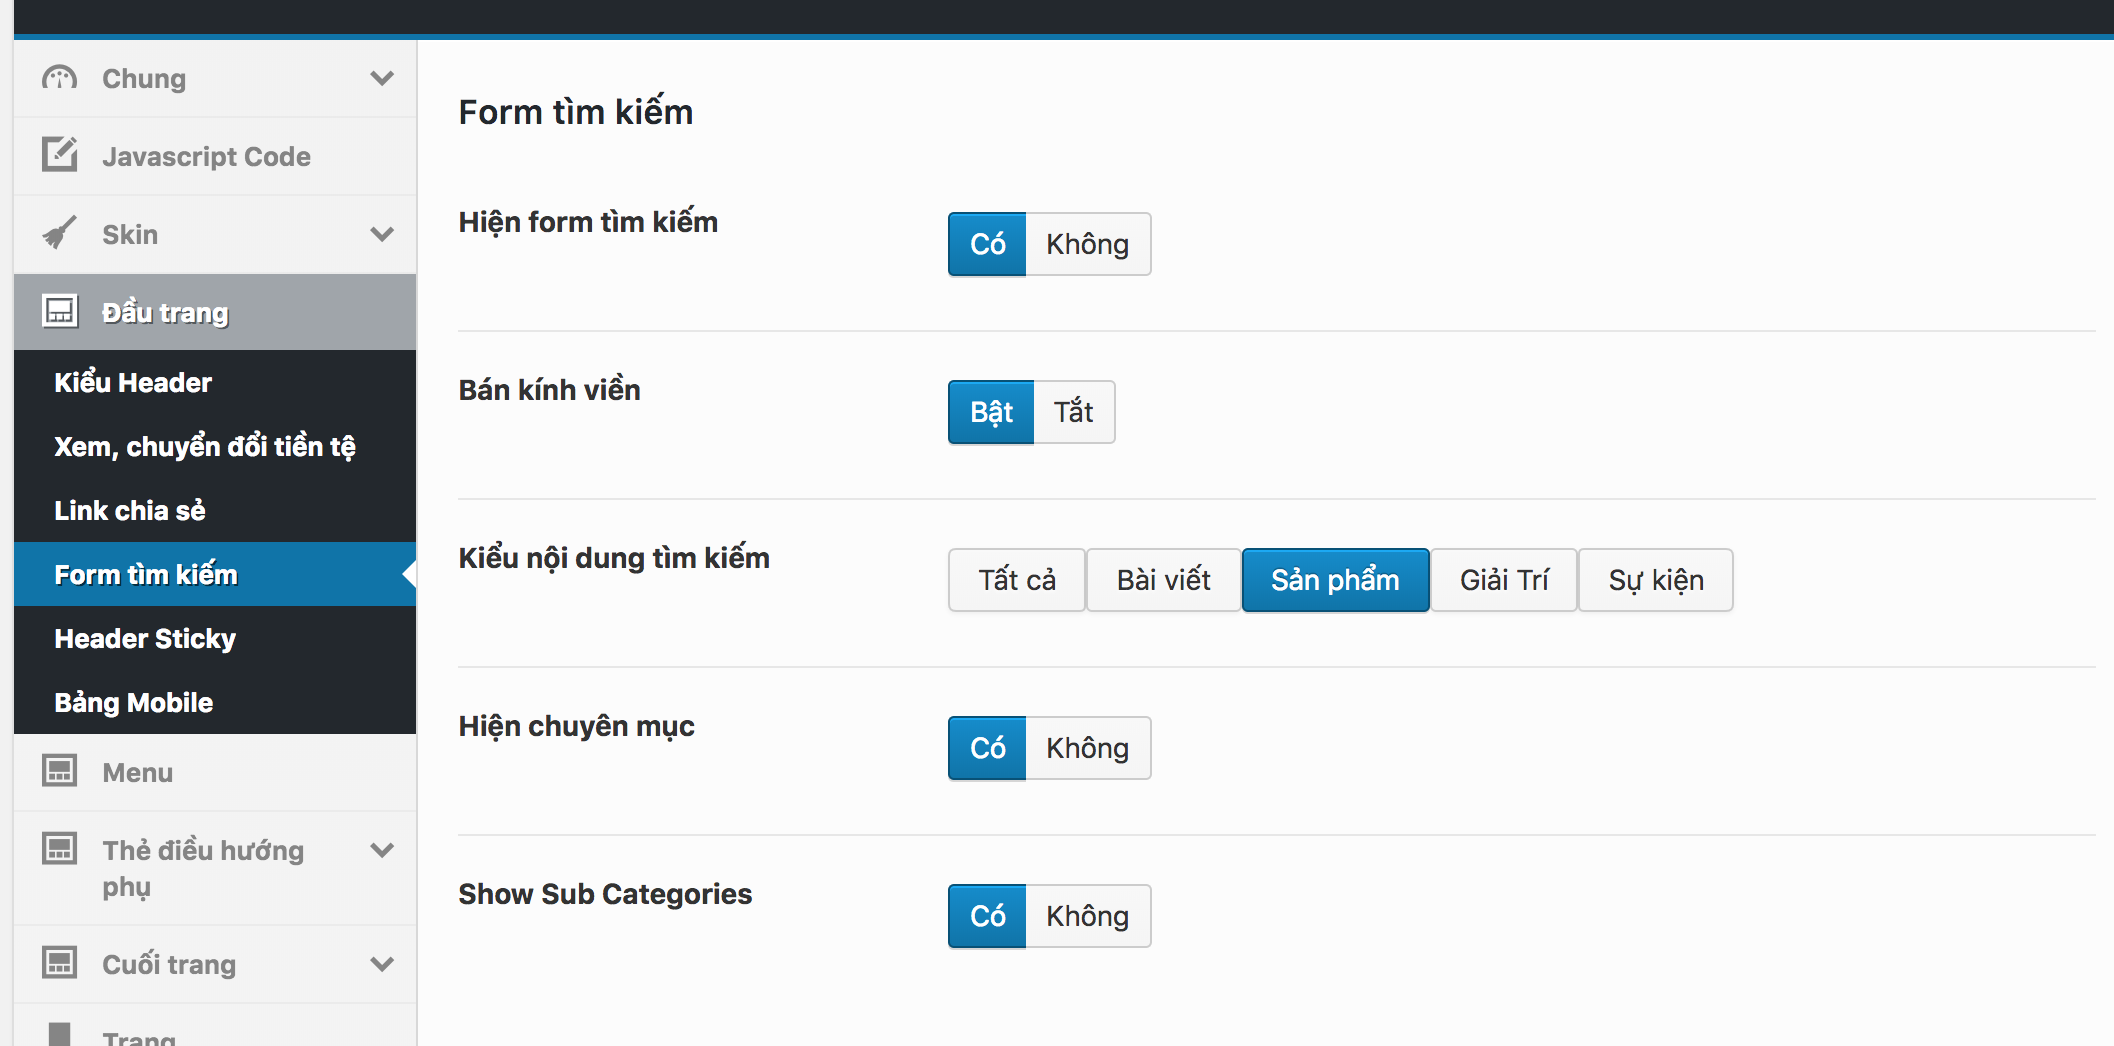 Chung
Javascript Code
Skin
Đầu trang
Kiểu Header
Xem, chuyển đổi tiền tệ
Link chia sẻ
Form tìm kiếm
Header Sticky
Bảng Mobile
Menu
Thẻ điều hướng
phụ
Cuối trang
Trang
Form tìm kiếm
Hiện form tìm kiếm
Có Không
Bán kính viền
Bật Tắt
Kiểu nội dung tìm kiếm
Tất cả Bài viết Sản phẩm Giải Trí Sự kiện
Hiện chuyên mục
Có Không
Show Sub Categories
Có Không